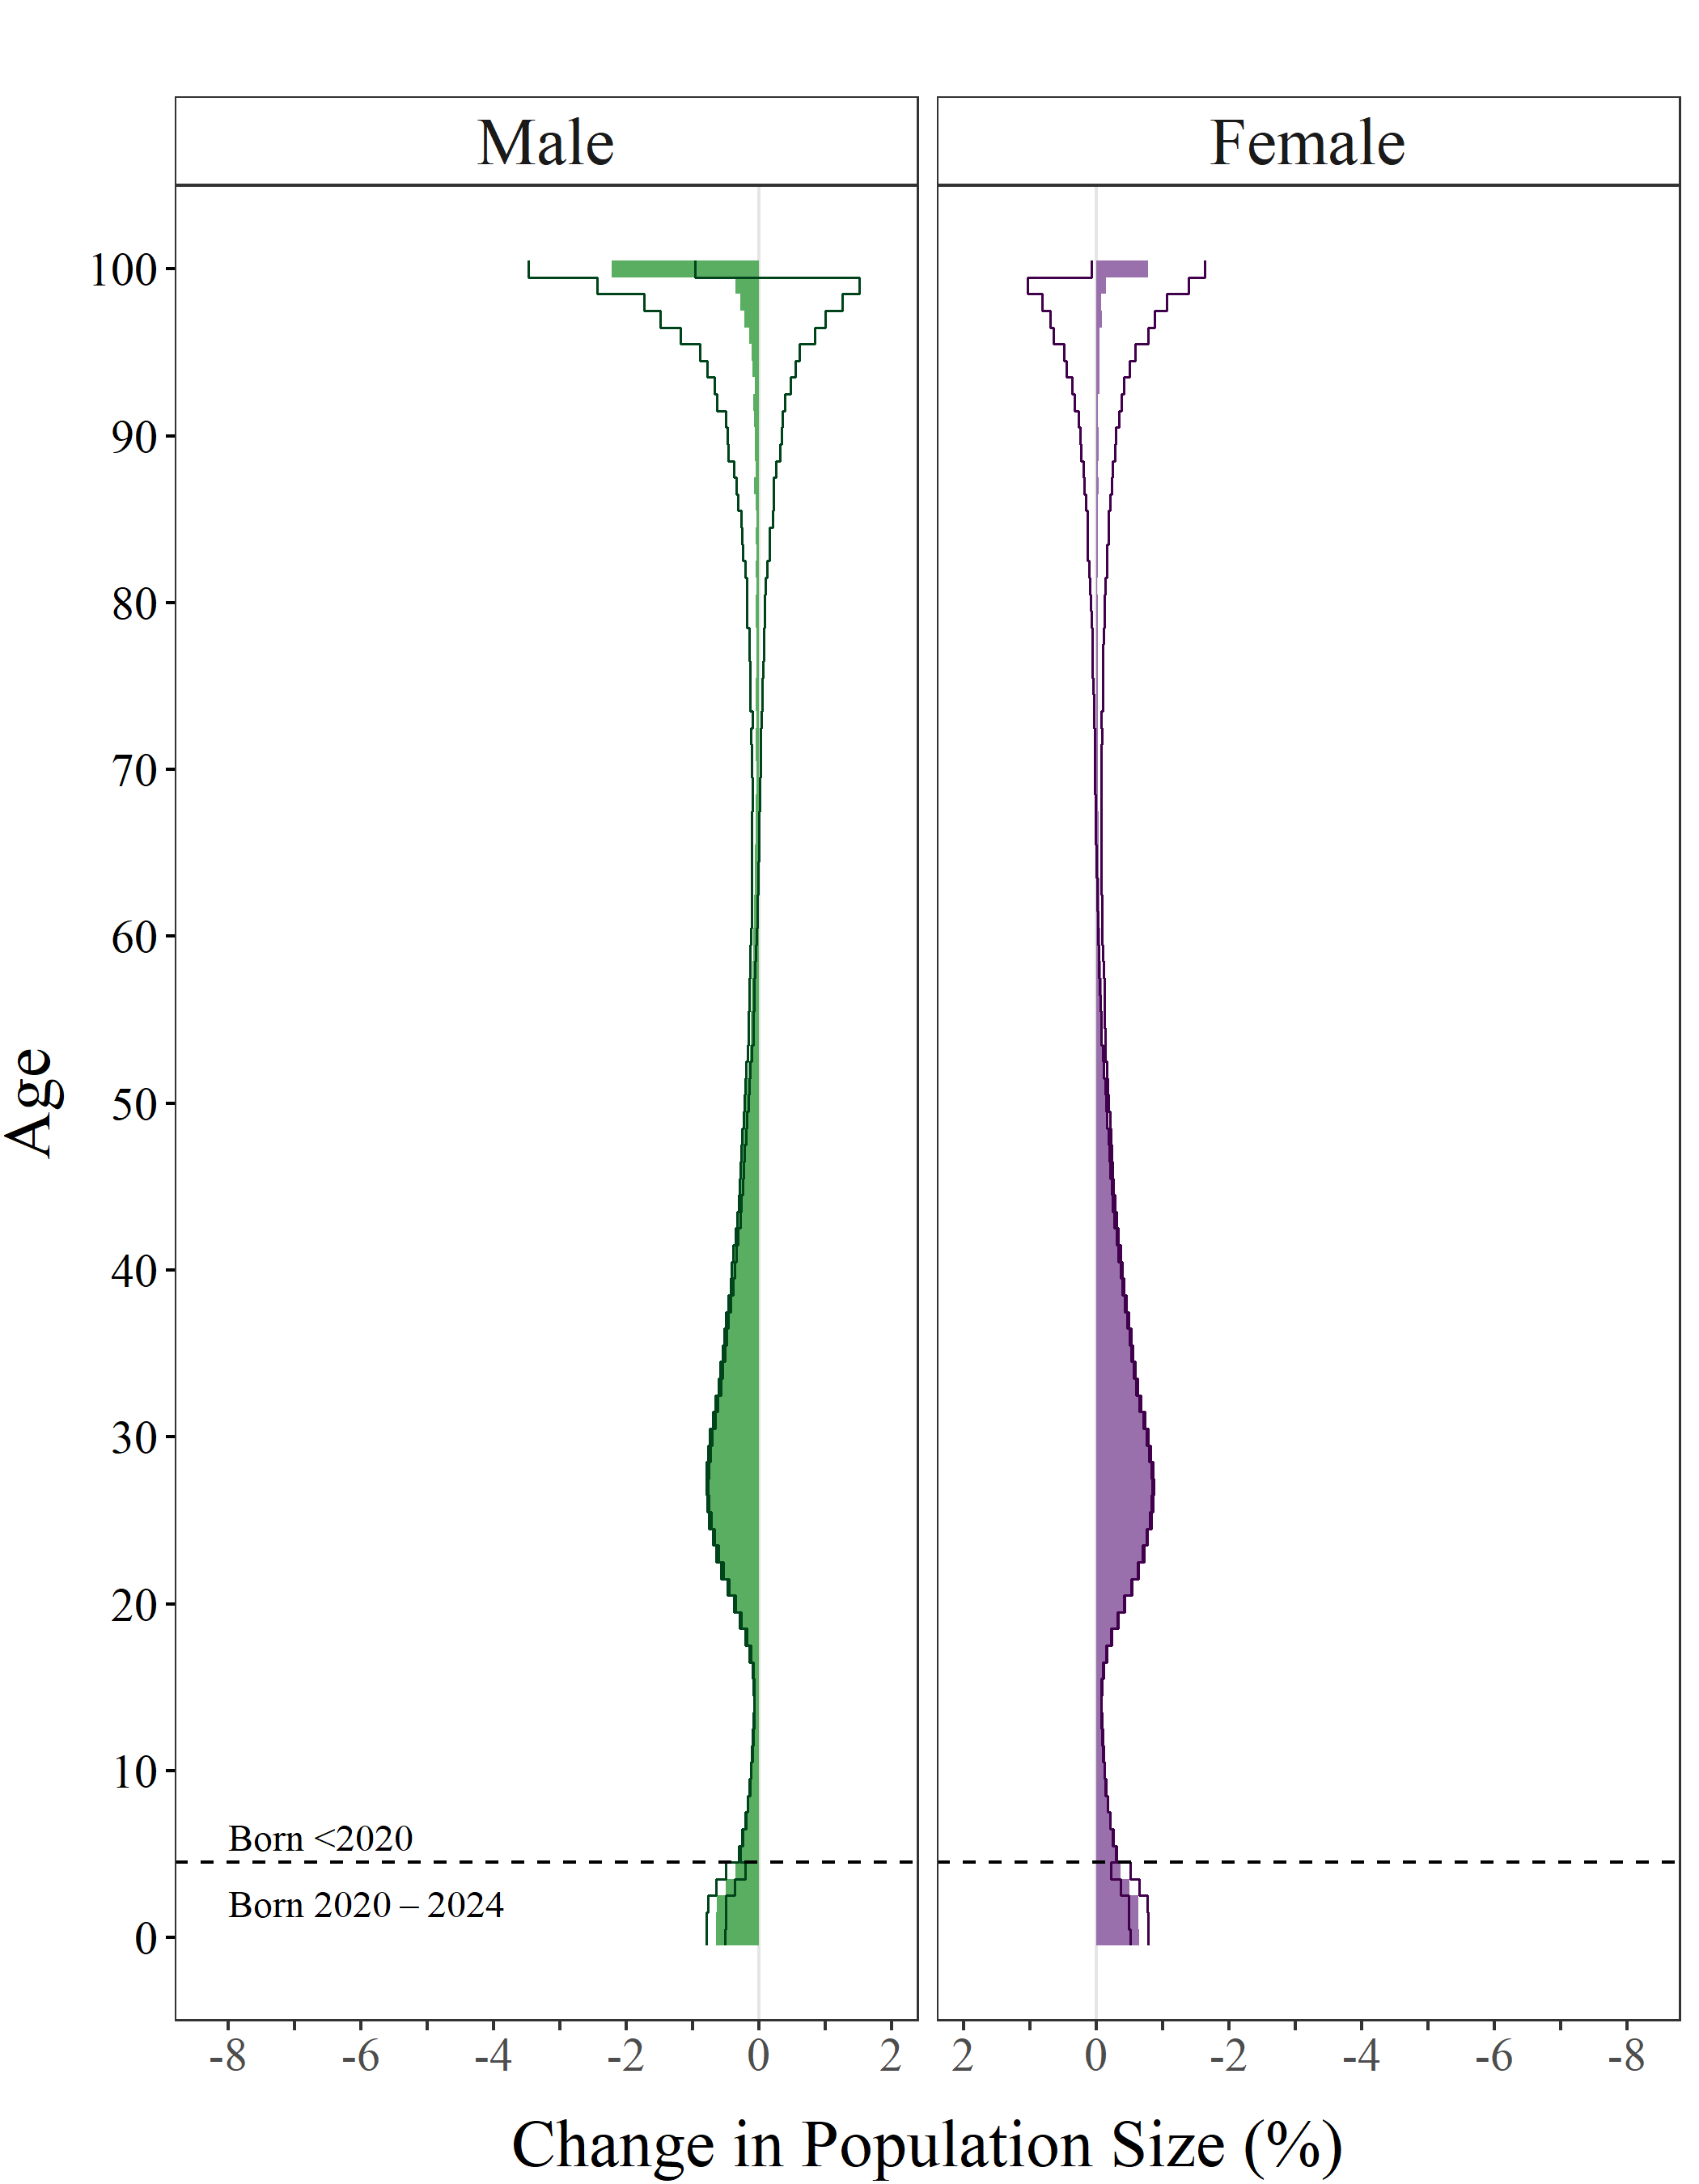 Male
Female
100
90
80
70
60
50
40
30
20
10
0
Age
Born <2020
Born 2020 – 2024
-8 -6 -4 -2 0 2
2 0 -2 -4 -6 -8
Change in Population Size (%)